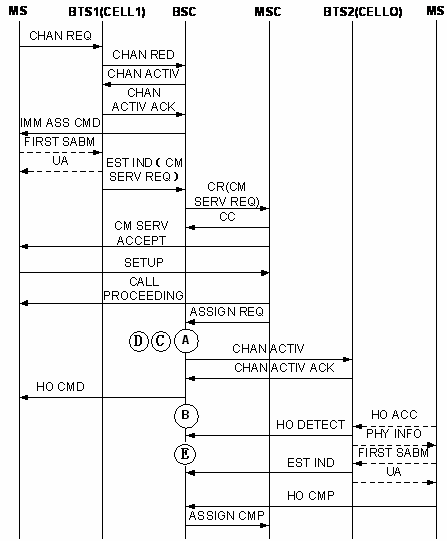 MS BTS1(CELL1) BSC MSC BTS2(CELL0) MS
CHAN REQ
CHAN RED
CHAN ACTIV
CHAN
ACTIV ACK
IMM ASS CMD
FIRST SABM
UA
EST IND ( CM
SERV REQ )
CR(CM
SERV REQ)
CC
CM SERV
ACCEPT
SETUP
CALL
PROCEEDING
ASSIGN REQ
D C A
CHAN ACTIV
CHAN ACTIV ACK
HO CMD
B
HO ACC
HO DETECT
PHY INFO
E
FIRST SABM
EST IND
UA
HO CMP
ASSIGN CMP